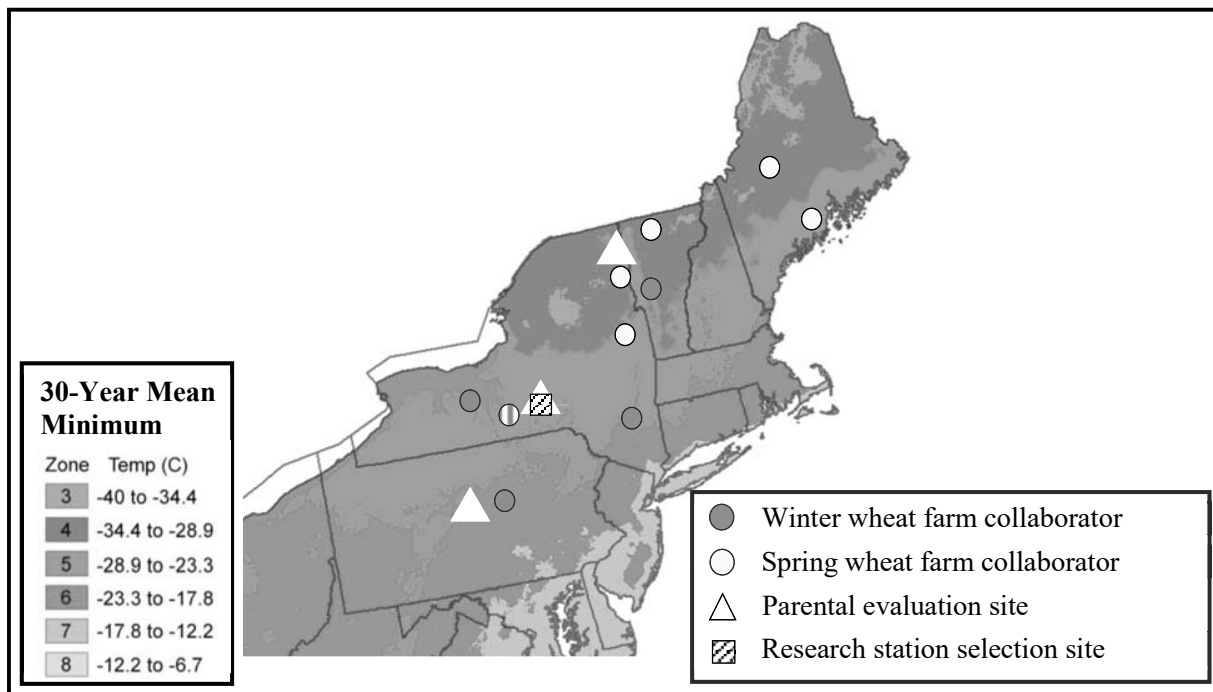 30-Year Mean
Minimum
Zone Temp (C)
3 -40 to -34.4
4 -34.4 to -28.9
5 -28.9 to -23.3
6 -23.3 to -17.8
7 -17.8 to -12.2
8 -12.2 to -6.7
Winter wheat farm collaborator
Spring wheat farm collaborator
Parental evaluation site
Research station selection site